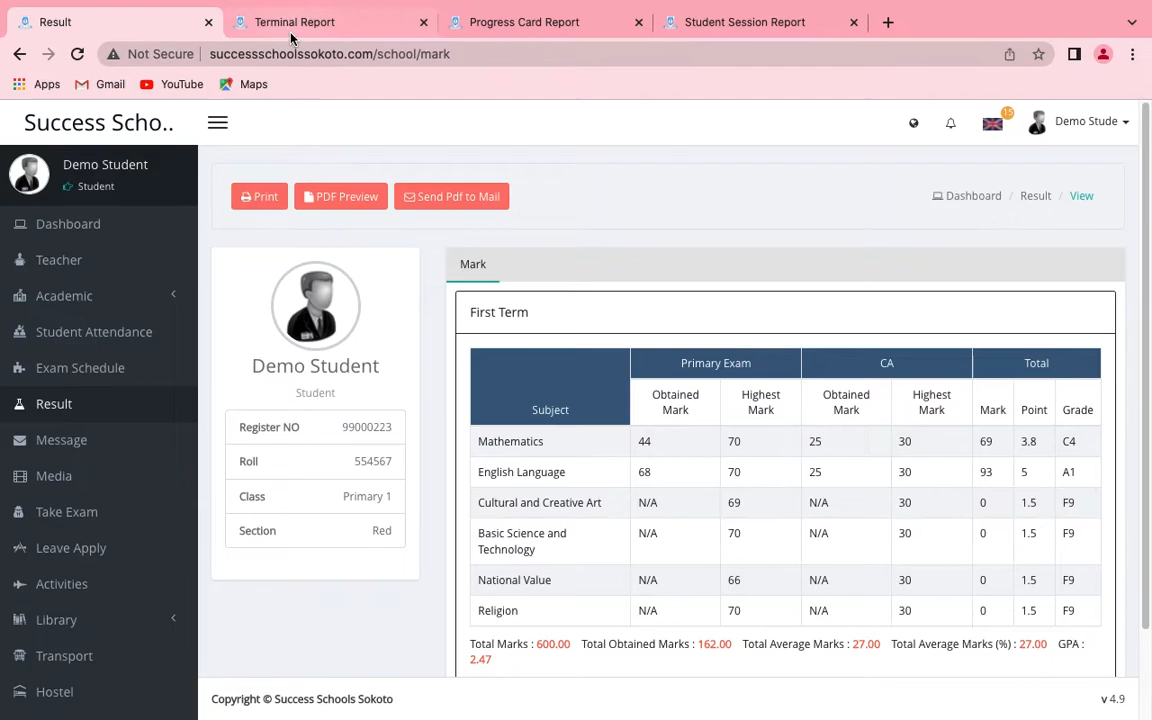 Result
Terminal Report
Progress Card Report
Student Session Report
Not Secure
successschoolssokoto.com/school/mark
Apps
Gmail
YouTube
Maps
Success Scho..
15
Demo Stude
Demo Student
Student
Dashboard
Teacher
Academic
Student Attendance
Exam Schedule
Result
Message
Media
Take Exam
Leave Apply
Activities
Library
Transport
Hostel
Print
PDF Preview
Send Pdf to Mail
Dashboard / Result / View
Demo Student
Student
Register NO 99000223
Roll 554567
Class Primary 1
Section Red
Mark
First Term
Subject Primary Exam CA Total
Obtained Mark Highest Mark Obtained Mark Highest Mark Mark Point Grade
Mathematics 44 70 25 30 69 3.8 C4
English Language 68 70 25 30 93 5 A1
Cultural and Creative Art N/A 69 N/A 30 0 1.5 F9
Basic Science and Technology N/A 70 N/A 30 0 1.5 F9
National Value N/A 66 N/A 30 0 1.5 F9
Religion N/A 70 N/A 30 0 1.5 F9
Total Marks : 600.00 Total Obtained Marks : 162.00 Total Average Marks : 27.00 Total Average Marks (%) : 27.00 GPA :
2.47
Copyright © Success Schools Sokoto
v 4.9